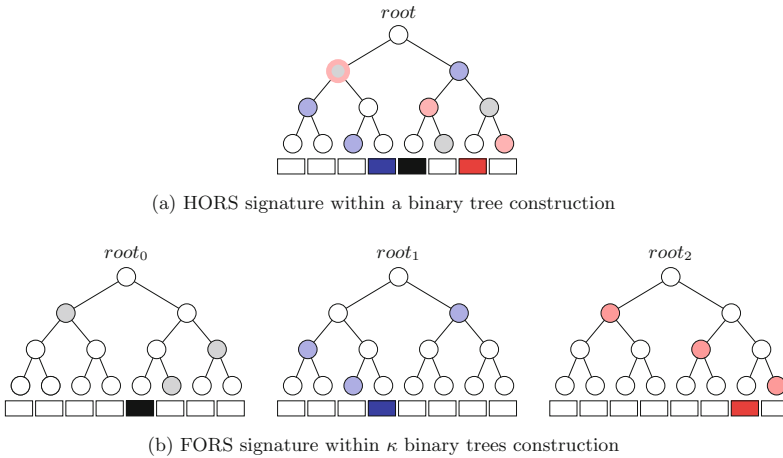 root
(a) HORS signature within a binary tree construction
root₀ root₁ root₂
(b) FORS signature within κ binary trees construction